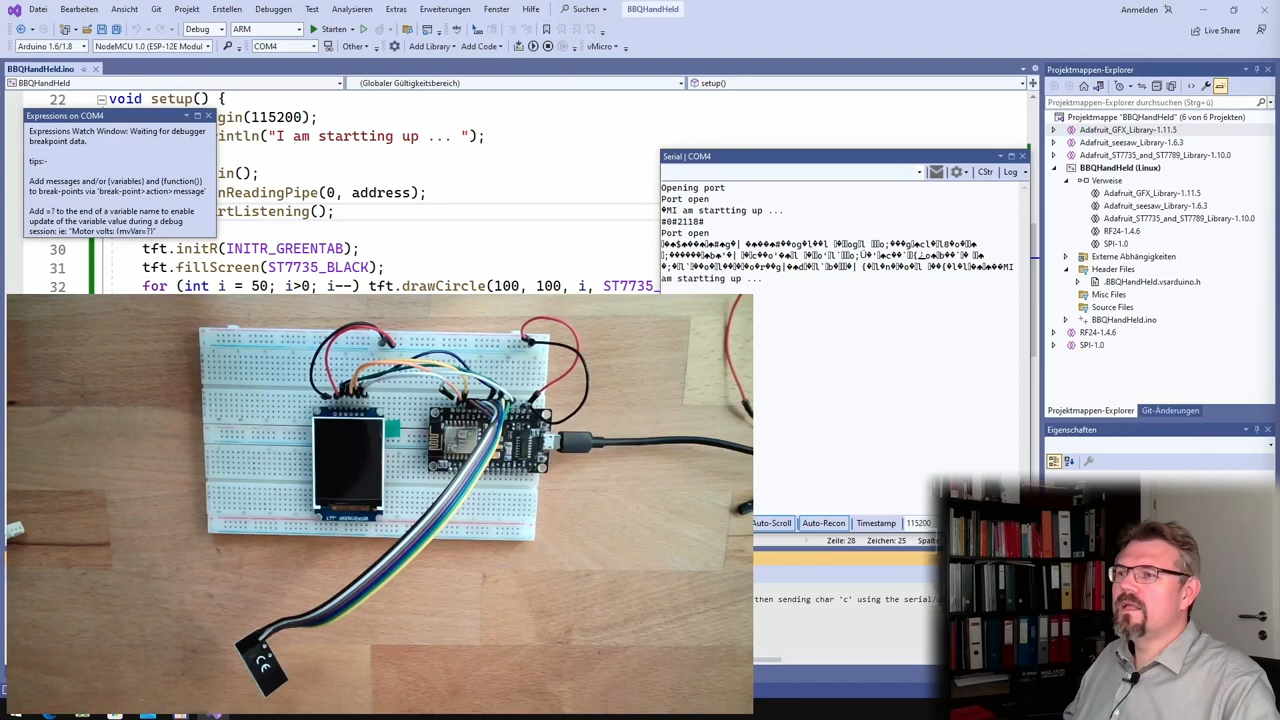 Datei Bearbeiten Ansicht Git Projekt Erstellen Debuggen Test Analysieren Extras Erweiterungen Fenster Hilfe Suchen BBQHandHeld Anmelden
Debug ARM Starten Live Share
Arduino 1.6/1.8 NodeMCU 1.0 (ESP-12E Modul) COM4 Other Add Library Add Code vMicro
BBQHandHeld.ino
BBQHandHeld (Globaler Gültigkeitsbereich) setup()
22 void setup() {
gin(115200);
ntln("I am startting up ... ");
n();
nReadingPipe(0, address);
rtListening();
30 tft.initR(INITR_GREENTAB);
31 tft.fillScreen(ST7735_BLACK);
32 for (int i = 50; i>0; i--) tft.drawCircle(100, 100, i, ST7735_
Expressions on COM4
Expressions Watch Window: Waiting for debugger
breakpoint data.
tips:-
Add messages and/or {variables} and {function()}
to break-points via 'break-point>action>message'
Add =? to the end of a variable name to enable
update of the variable value during a debug
session: ie: "Motor volts: {mvVar=?}"
Serial | COM4
CStr Log
Opening port
Port open
�MI am startting up ...
#0#2118#
Port open
MI
am startting up ...
Auto-Scroll Auto-Recon Timestamp 115200
Zeile: 28 Zeichen: 25
then sending char 'c' using the serial/
Projektmappen-Explorer
Projektmappen-Explorer durchsuchen (Strg+ü)
Projektmappe "BBQHandHeld" (6 von 6 Projekten)
Adafruit_GFX_Library-1.11.5
Adafruit_seesaw_Library-1.6.3
Adafruit_ST7735_and_ST7789_Library-1.10.0
BBQHandHeld (Linux)
Verweise
Adafruit_GFX_Library-1.11.5
Adafruit_seesaw_Library-1.6.3
Adafruit_ST7735_and_ST7789_Library-1.10.0
RF24-1.4.6
SPI-1.0
Externe Abhängigkeiten
Header Files
.BBQHandHeld.vsarduino.h
Misc Files
Source Files
BBQHandHeld.ino
RF24-1.4.6
SPI-1.0
Projektmappen-Explorer Git-Änderungen
Eigenschaften
CE